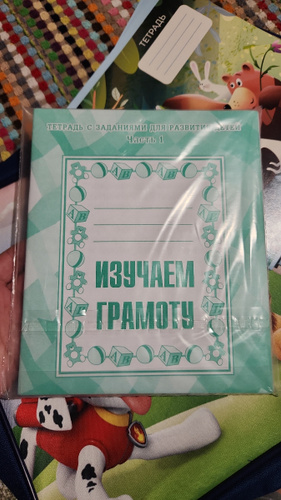 ТЕТРАДЬ
ТЕТРАДЬ С ЗАДАНИЯМИ ДЛЯ РАЗВИТИЯ ДЕТЕЙ
Часть 1
ИЗУЧАЕМ
ГРАМОТУ